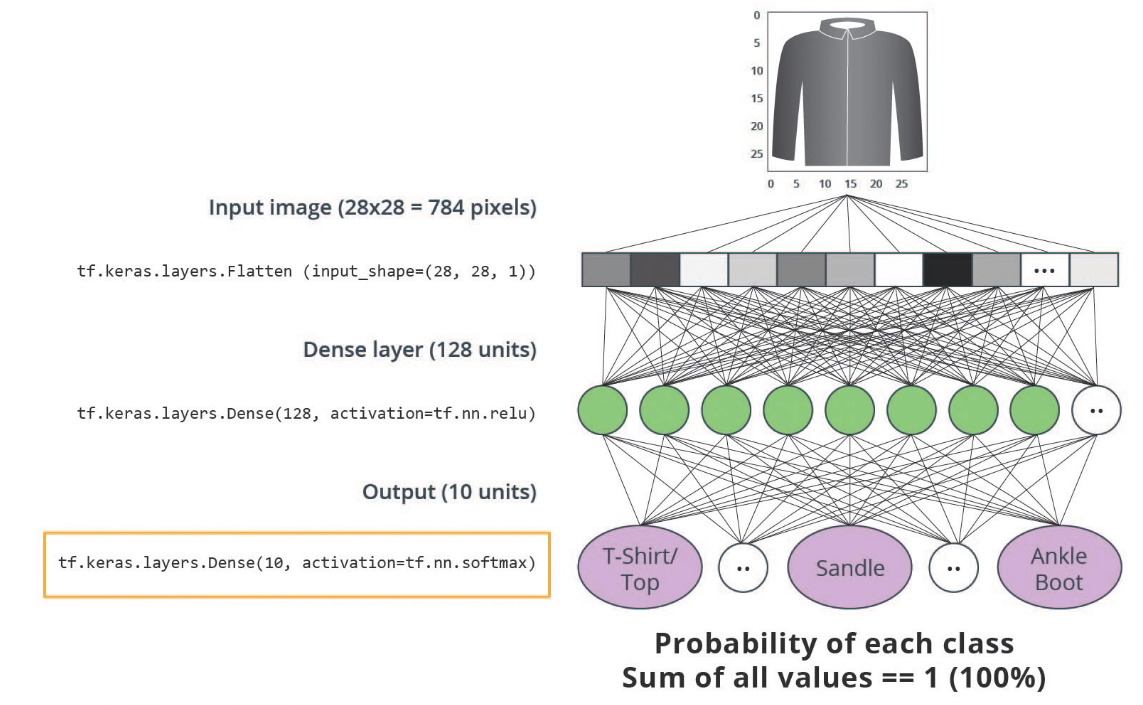 0
5
10
15
20
25
0 5 10 15 20 25
Input image (28x28 = 784 pixels)
tf.keras.layers.Flatten (input_shape=(28, 28, 1))
...
Dense layer (128 units)
tf.keras.layers.Dense(128, activation=tf.nn.relu)
..
Output (10 units)
tf.keras.layers.Dense(10, activation=tf.nn.softmax)
T-Shirt/
Top
..
Sandle
..
Ankle
Boot
Probability of each class
Sum of all values == 1 (100%)